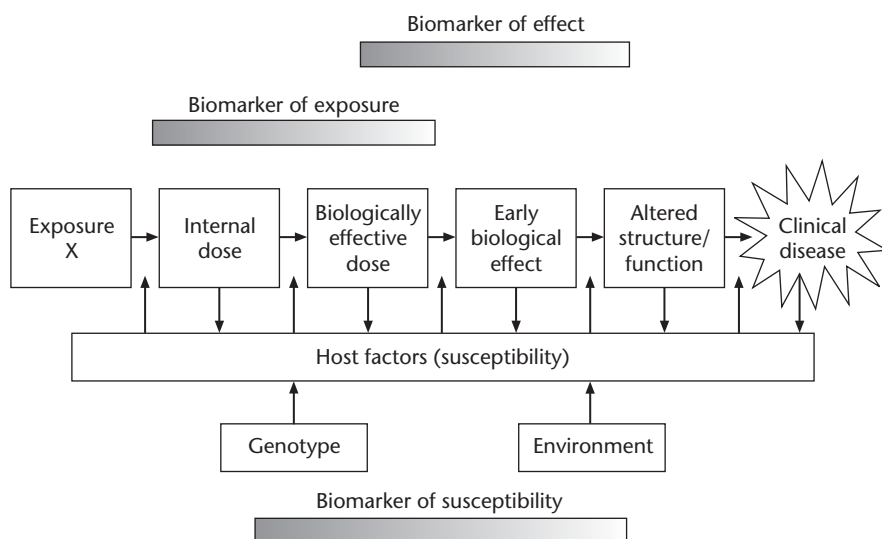 Biomarker of effect
Biomarker of exposure
Exposure
X
Internal
dose
Biologically
effective
dose
Early
biological
effect
Altered
structure/
function
Clinical
disease
Host factors (susceptibility)
Genotype
Environment
Biomarker of susceptibility